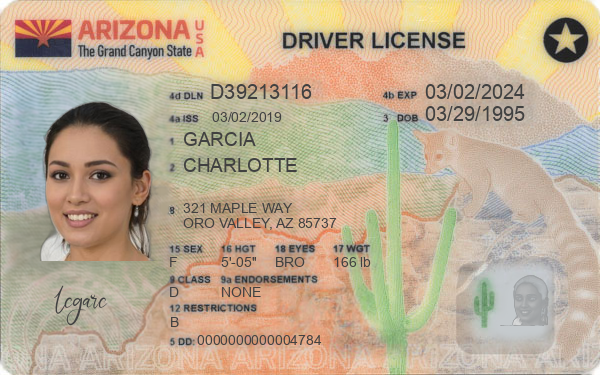 ARIZONA USA
The Grand Canyon State
DRIVER LICENSE
4d DLN D39213116
4b EXP 03/02/2024
4a ISS 03/02/2019
3 DOB 03/29/1995
1 GARCIA
2 CHARLOTTE
8 321 MAPLE WAY
ORO VALLEY, AZ 85737
15 SEX 16 HGT 18 EYES 17 WGT
F 5'-05" BRO 166 lb
9 CLASS 9a ENDORSEMENTS
D NONE
12 RESTRICTIONS
B
5 DD: 0000000000004784
Legarc
ARIZONA ARIZONA ARIZONA ARIZONA